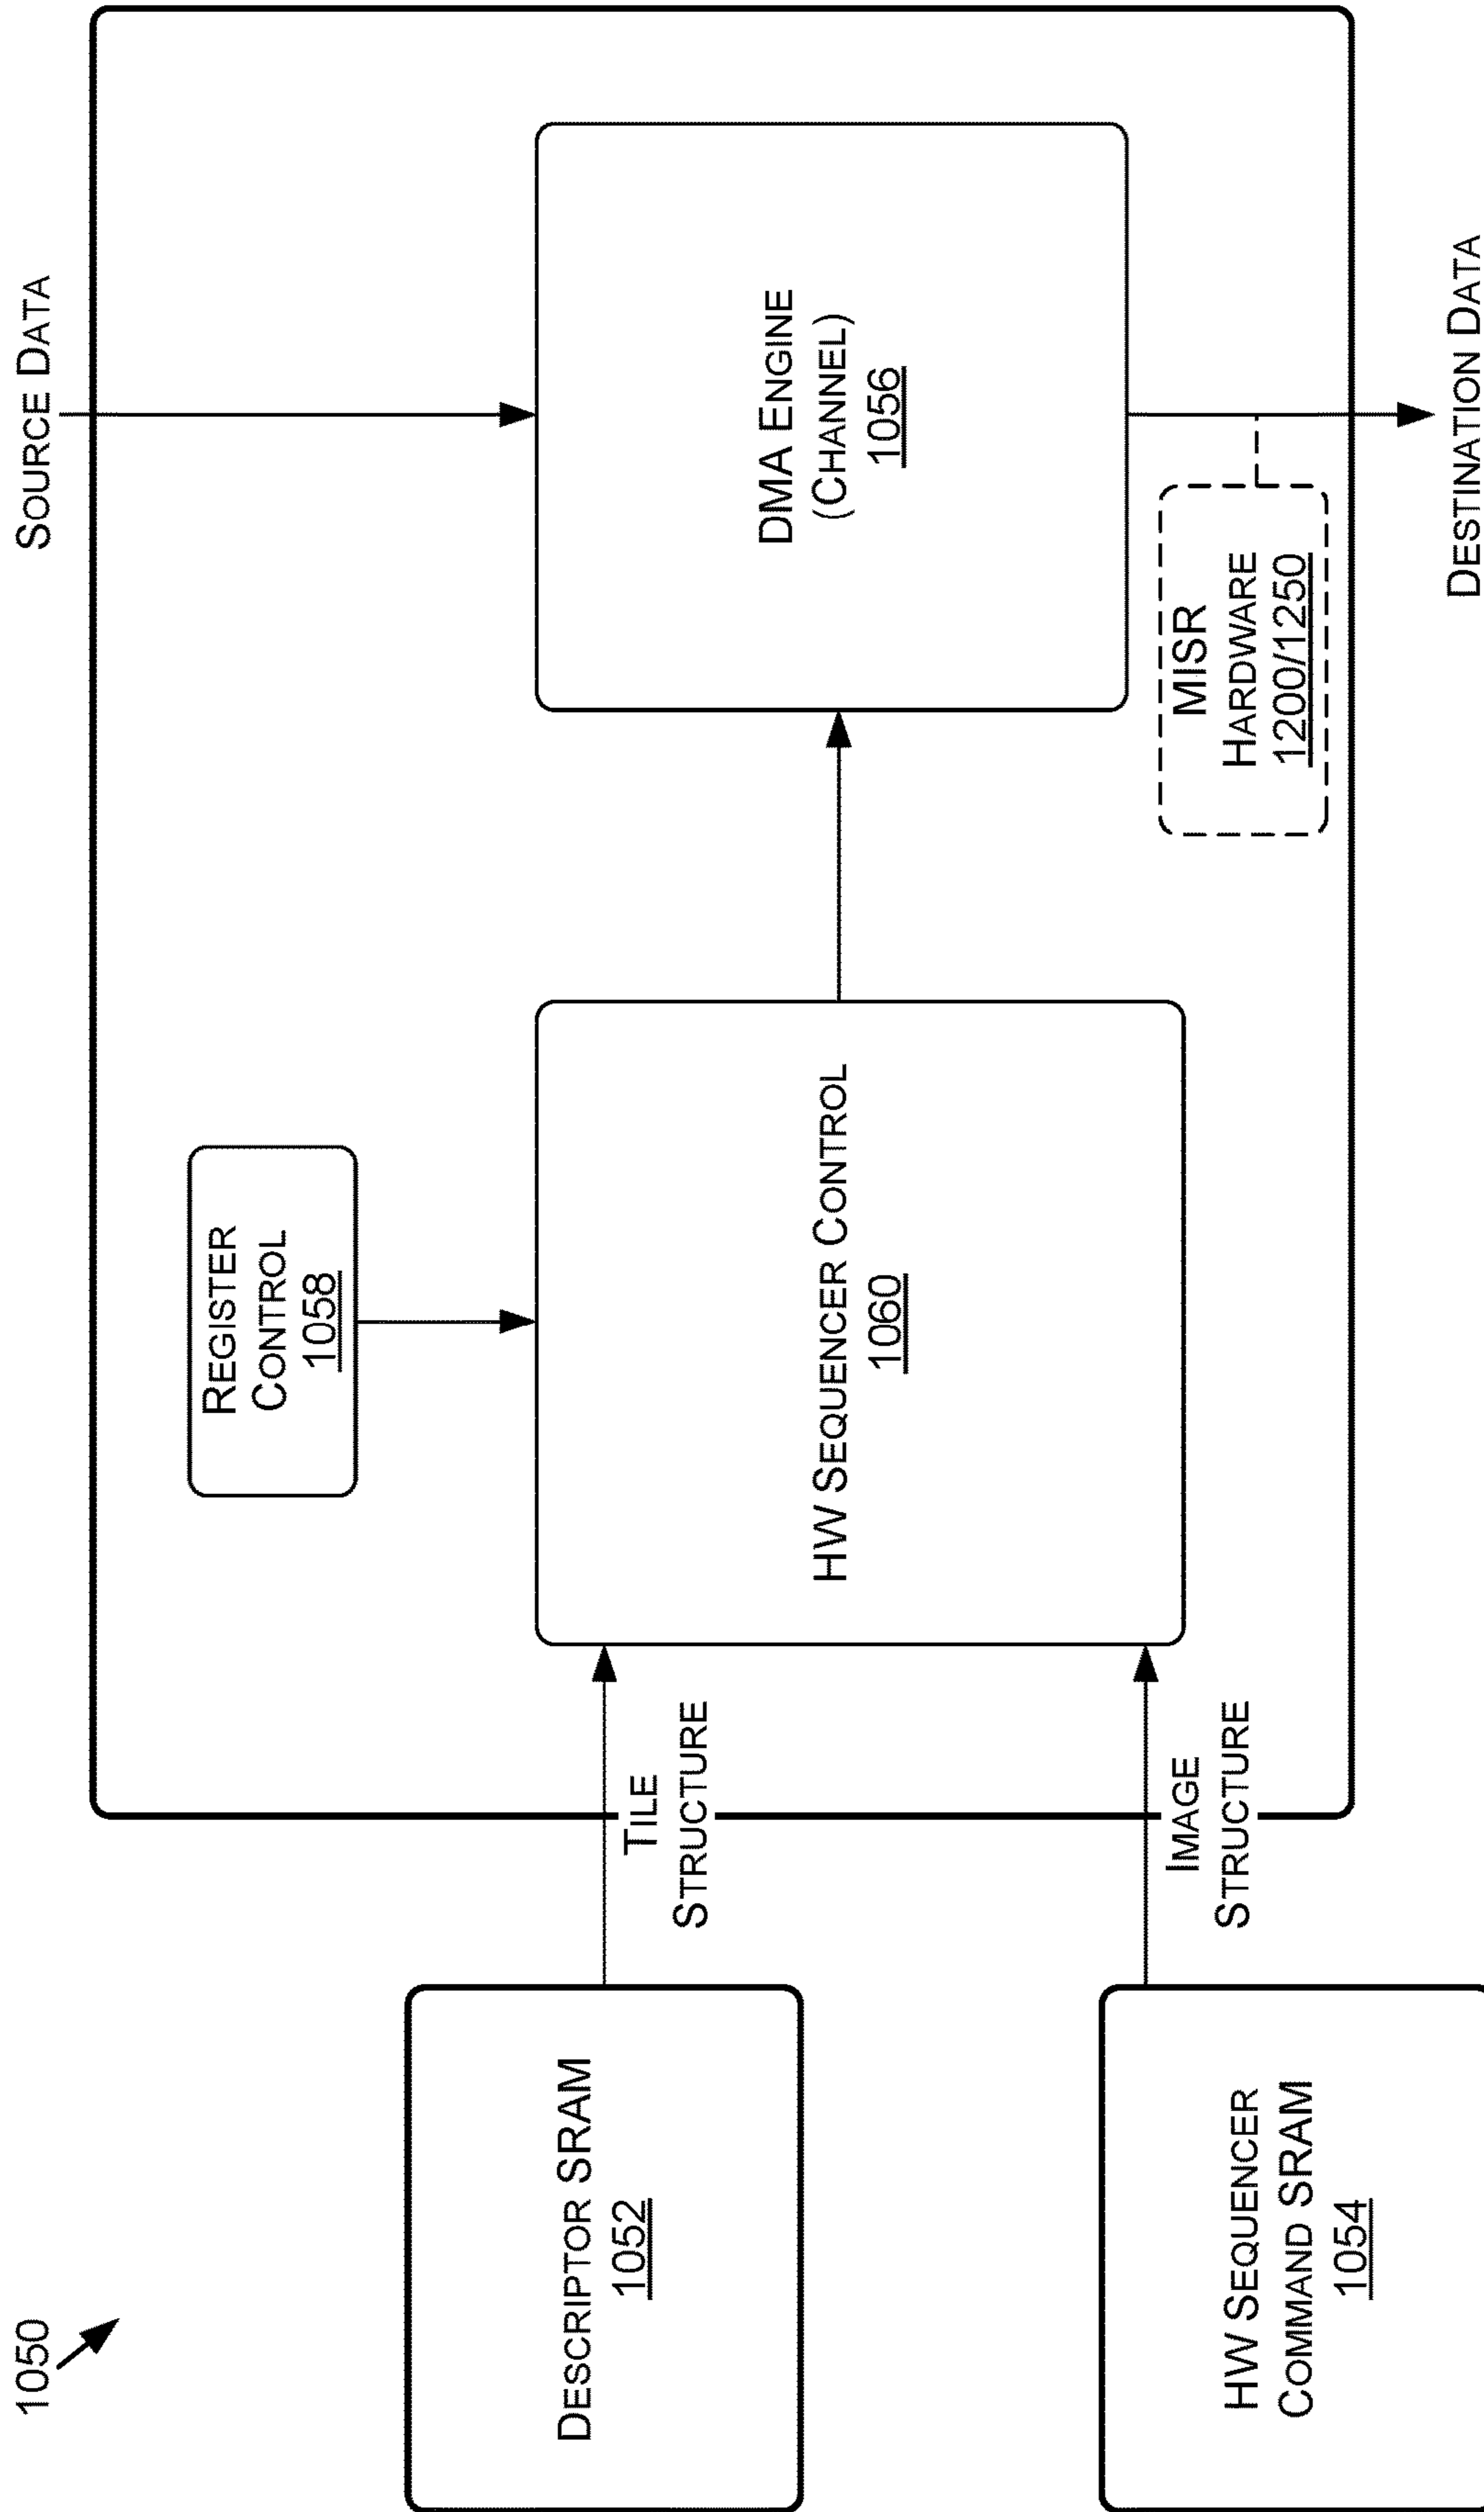 1050
SOURCE DATA
REGISTER
CONTROL
1058
DESCRIPTOR SRAM
1052
TILE
STRUCTURE
HW SEQUENCER CONTROL
1060
DMA ENGINE
(CHANNEL)
1056
HW SEQUENCER
COMMAND SRAM
1054
IMAGE
STRUCTURE
MISR
HARDWARE
1200/1250
DESTINATION DATA